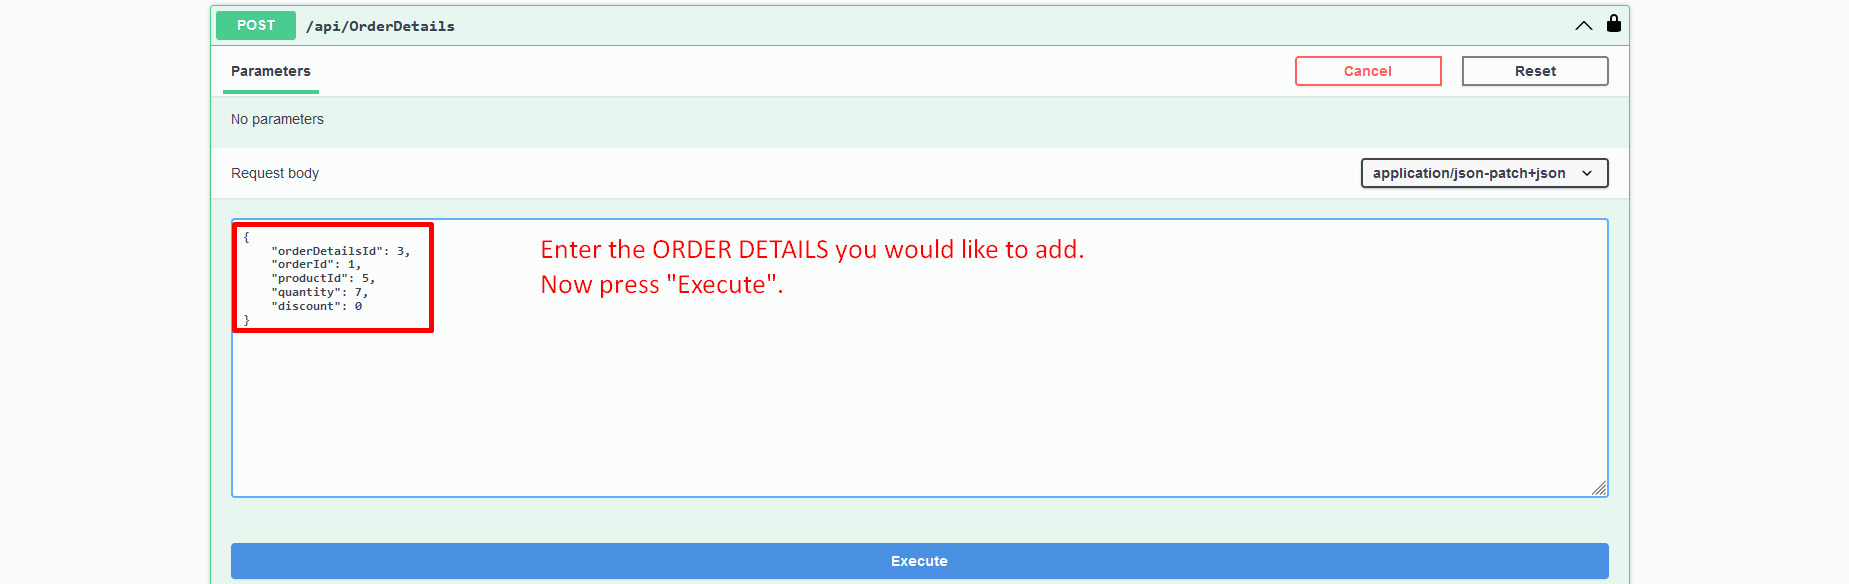 POST /api/OrderDetails
Parameters Cancel Reset
No parameters
Request body application/json-patch+json
{
    "orderDetailsId": 3,
    "orderId": 1,
    "productId": 5,
    "quantity": 7,
    "discount": 0
}
Enter the ORDER DETAILS you would like to add.
Now press "Execute".
Execute